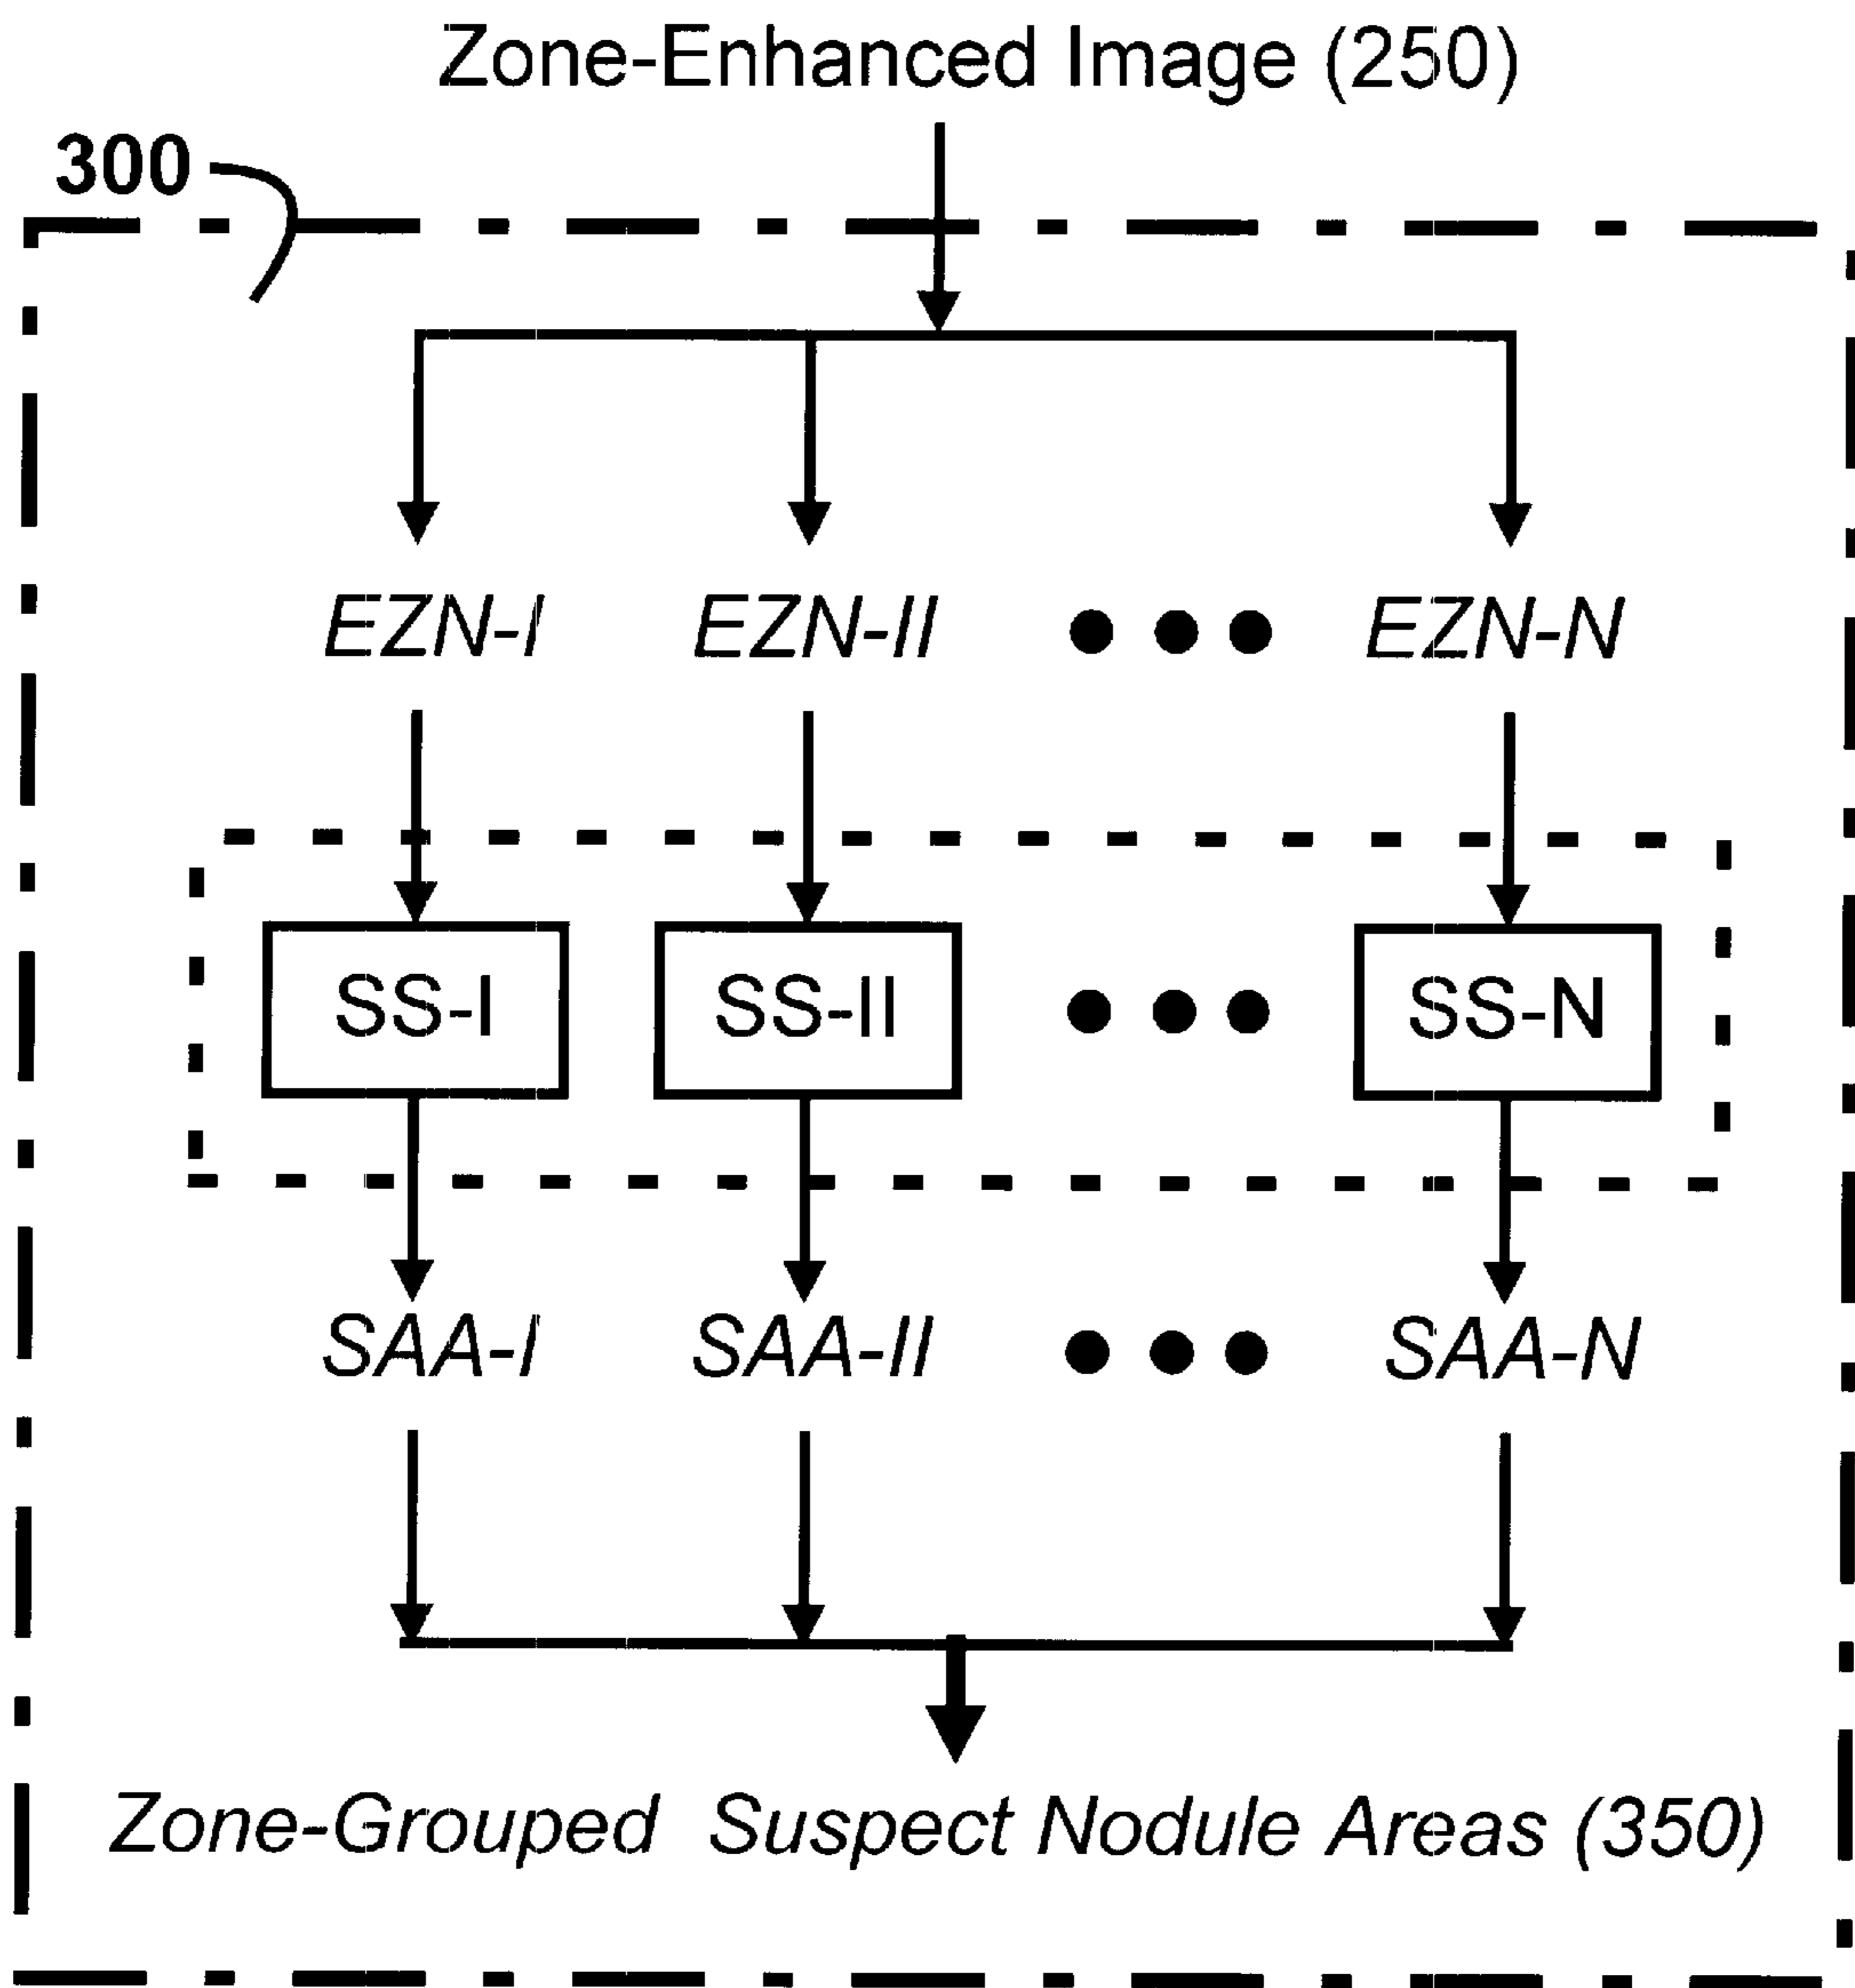 Zone-Enhanced Image (250)
300
EZN-I EZN-II ●●● EZN-N
SS-I SS-II ●●● SS-N
SAA-I SAA-II ●●● SAA-N
Zone-Grouped Suspect Nodule Areas (350)